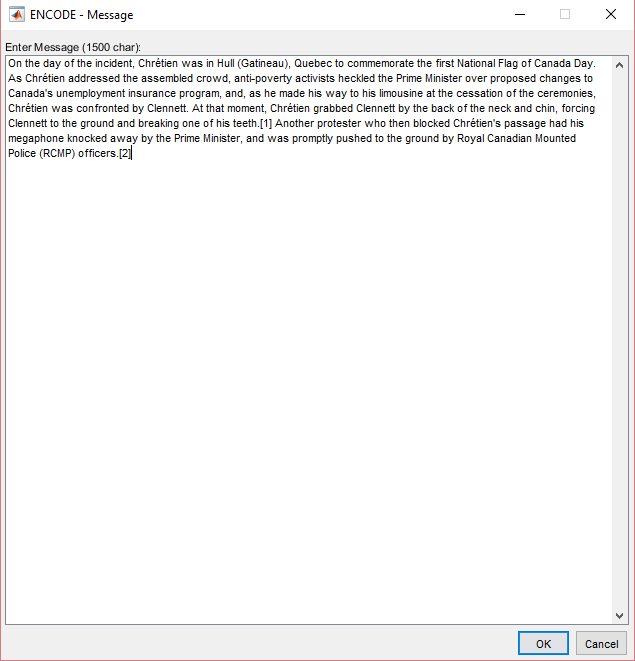 ENCODE - Message
Enter Message (1500 char):
On the day of the incident, Chrétien was in Hull (Gatineau), Quebec to commemorate the first National Flag of Canada Day.
As Chrétien addressed the assembled crowd, anti-poverty activists heckled the Prime Minister over proposed changes to
Canada's unemployment insurance program, and, as he made his way to his limousine at the cessation of the ceremonies,
Chrétien was confronted by Clennett. At that moment, Chrétien grabbed Clennett by the back of the neck and chin, forcing
Clennett to the ground and breaking one of his teeth.[1] Another protester who then blocked Chrétien's passage had his
megaphone knocked away by the Prime Minister, and was promptly pushed to the ground by Royal Canadian Mounted
Police (RCMP) officers.[2]
OK
Cancel